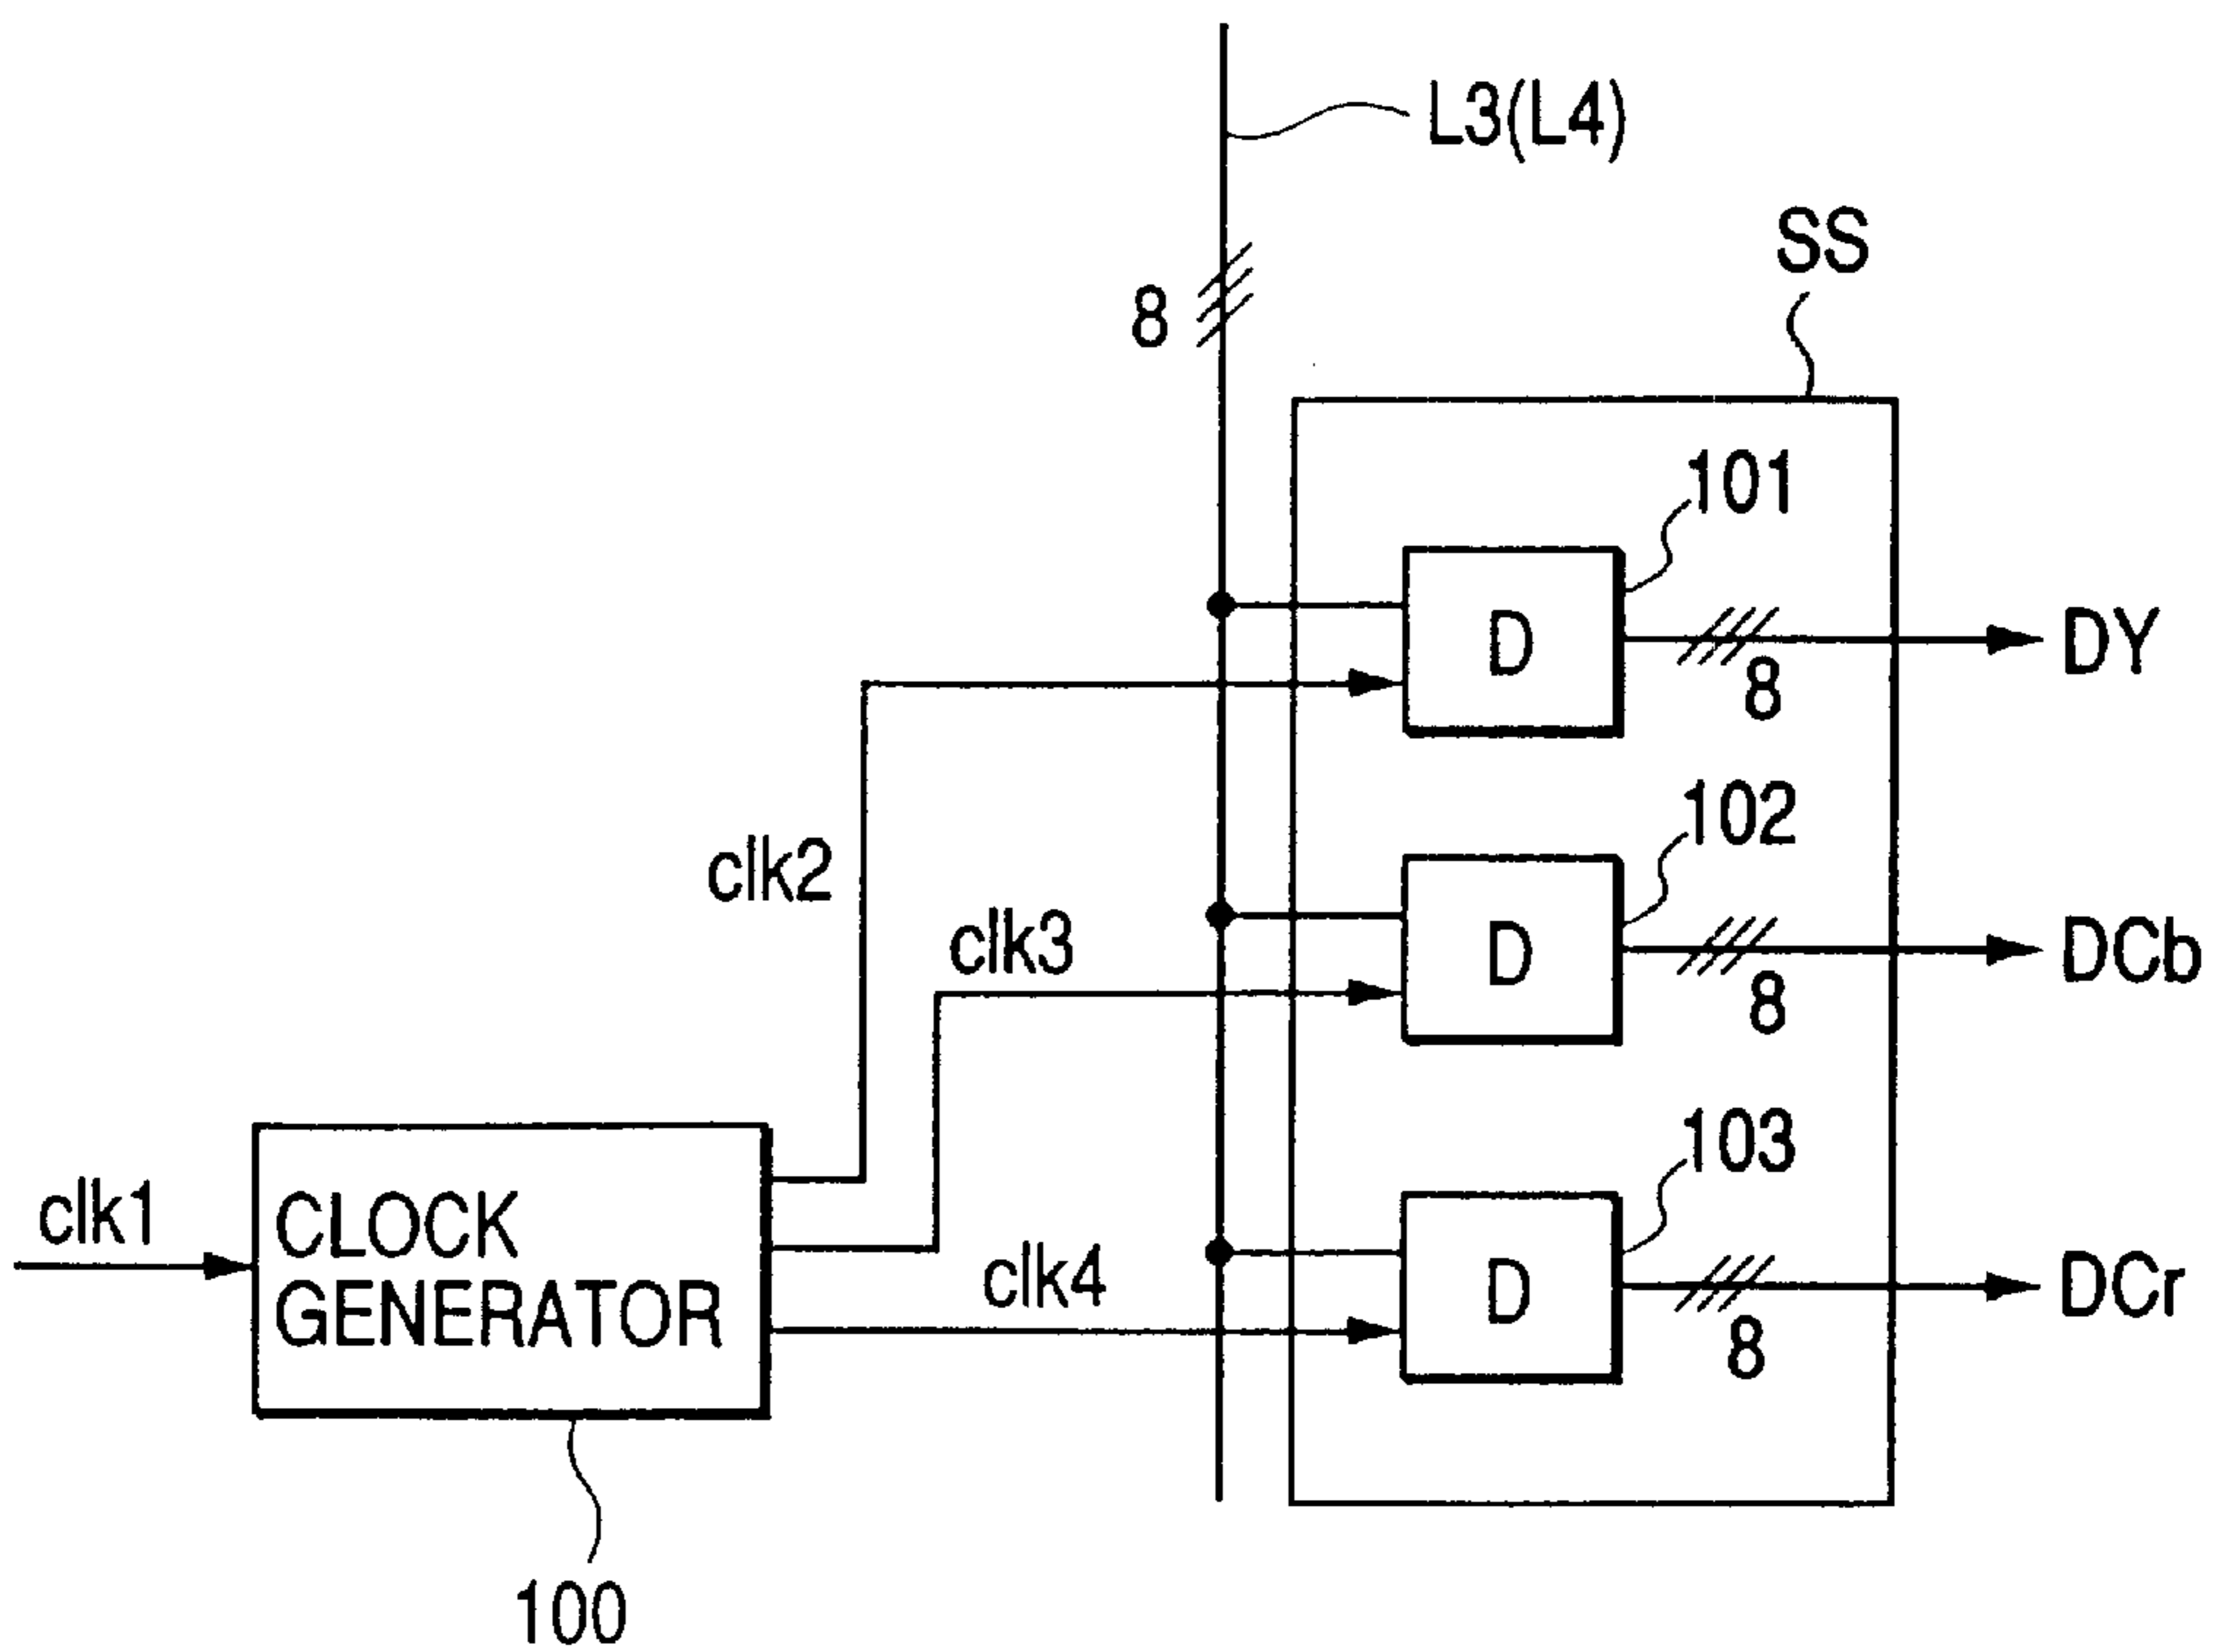 L3(L4)
SS
8
101
D
DY
8
102
clk2
D
DCb
clk3
8
103
clk1
CLOCK
GENERATOR
clk4
D
DCr
8
100